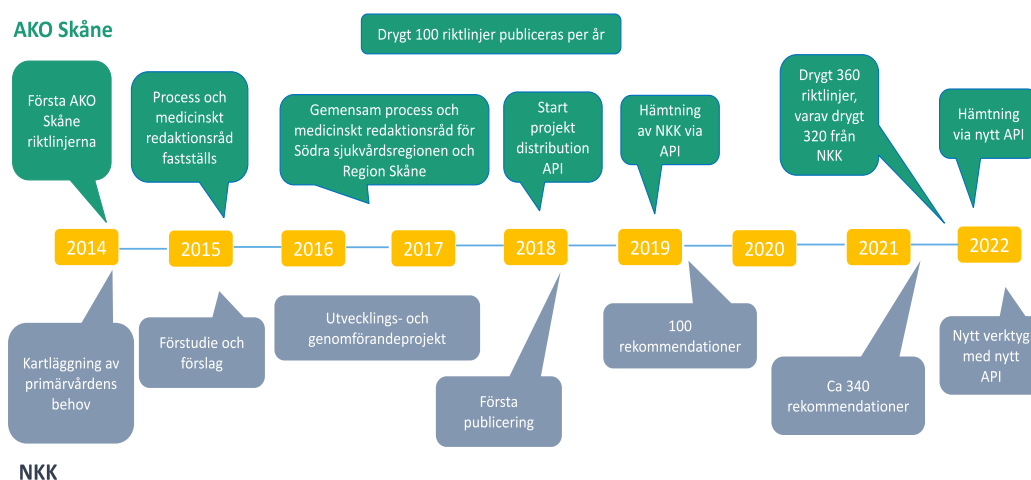 AKO Skåne
Drygt 100 riktlinjer publiceras per år
Första AKO
Skåne
riktlinjerna
Process och
medicinskt
redaktionsråd
fastställs
Gemensam process och
medicinskt redaktionsråd för
Södra sjukvårdsregionen och
Region Skåne
Start
projekt
distribution
API
Hämtning
av NKK via
API
Drygt 360
riktlinjer,
varav drygt
320 från
NKK
Hämtning
via nytt API
2014
2015
2016
2017
2018
2019
2020
2021
2022
Kartläggning av
primärvårdens
behov
Förstudie och
förslag
Utvecklings- och
genomförandeprojekt
Första
publicering
100
rekommendationer
Ca 340
rekommendationer
Nytt verktyg
med nytt
API
NKK